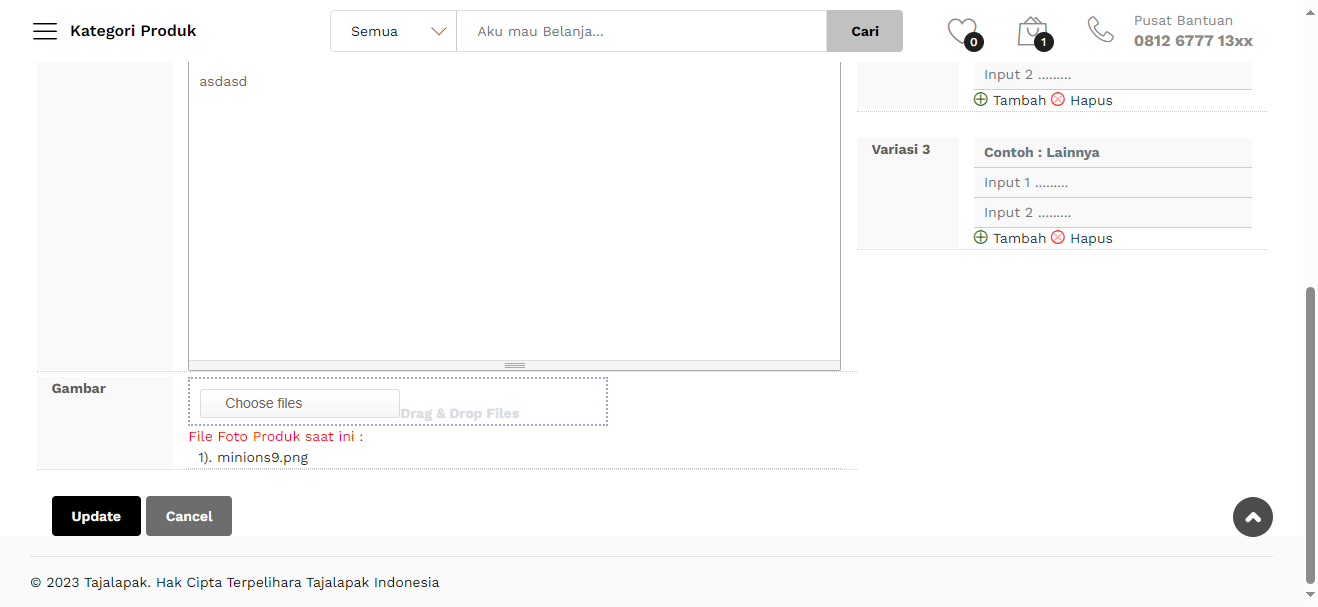 Kategori Produk
Semua
Aku mau Belanja...
Cari
0
1
Pusat Bantuan
0812 6777 13xx
asdasd
Input 2 .........
Tambah Hapus
Variasi 3
Contoh : Lainnya
Input 1 .........
Input 2 .........
Tambah Hapus
Gambar
Choose files
Drag & Drop Files
File Foto Produk saat ini :
1). minions9.png
Update
Cancel
© 2023 Tajalapak. Hak Cipta Terpelihara Tajalapak Indonesia